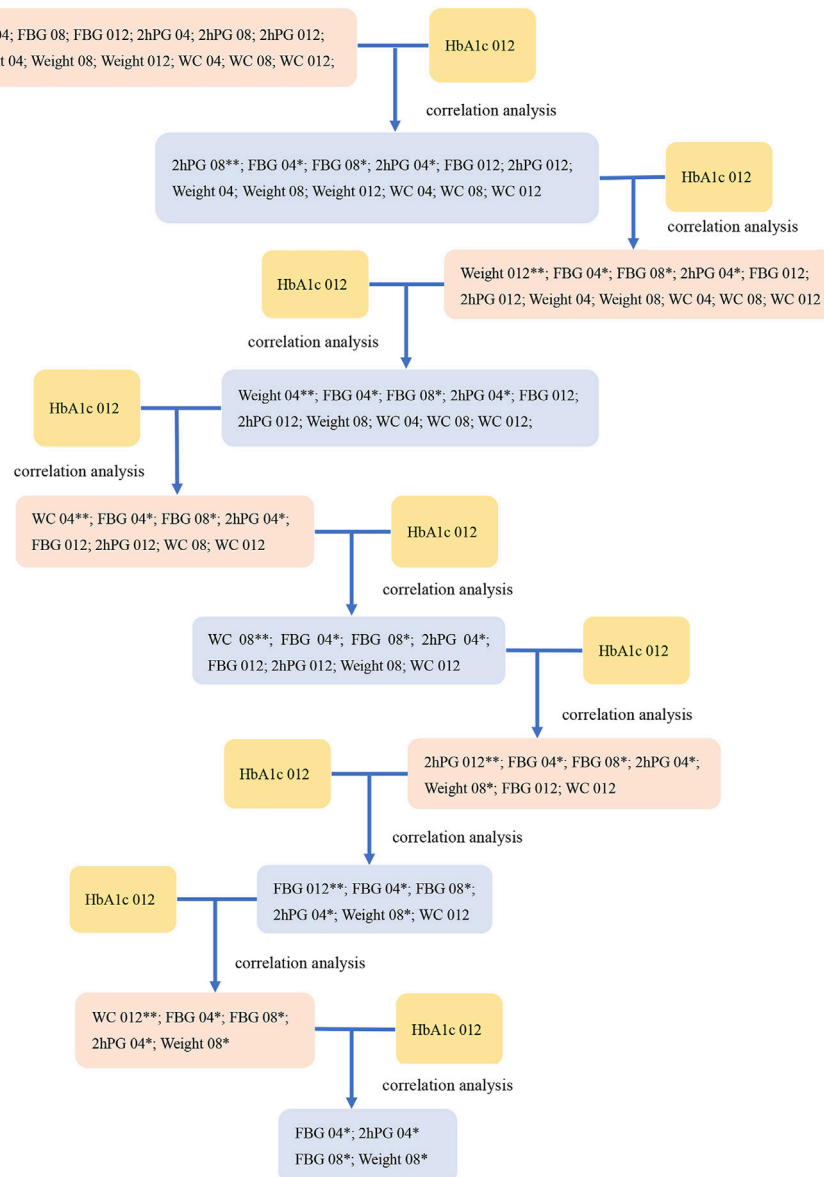 04; FBG 08; FBG 012; 2hPG 04; 2hPG 08; 2hPG 012;
04; Weight 08; Weight 012; WC 04; WC 08; WC 012;
HbA1c 012
correlation analysis
2hPG 08**; FBG 04*; FBG 08*; 2hPG 04*; FBG 012; 2hPG 012;
Weight 04; Weight 08; Weight 012; WC 04; WC 08; WC 012
HbA1c 012
correlation analysis
HbA1c 012
Weight 012**; FBG 04*; FBG 08*; 2hPG 04*; FBG 012;
2hPG 012; Weight 04; Weight 08; WC 04; WC 08; WC 012
correlation analysis
HbA1c 012
Weight 04**; FBG 04*; FBG 08*; 2hPG 04*; FBG 012;
2hPG 012; Weight 08; WC 04; WC 08; WC 012;
correlation analysis
WC 04**; FBG 04*; FBG 08*; 2hPG 04*;
FBG 012; 2hPG 012; WC 08; WC 012
HbA1c 012
correlation analysis
WC 08**; FBG 04*; FBG 08*; 2hPG 04*;
FBG 012; 2hPG 012; Weight 08; WC 012
HbA1c 012
correlation analysis
HbA1c 012
2hPG 012**; FBG 04*; FBG 08*; 2hPG 04*;
Weight 08*; FBG 012; WC 012
correlation analysis
HbA1c 012
FBG 012**; FBG 04*; FBG 08*;
2hPG 04*; Weight 08*; WC 012
correlation analysis
WC 012**; FBG 04*; FBG 08*;
2hPG 04*; Weight 08*
HbA1c 012
correlation analysis
FBG 04*; 2hPG 04*
FBG 08*; Weight 08*